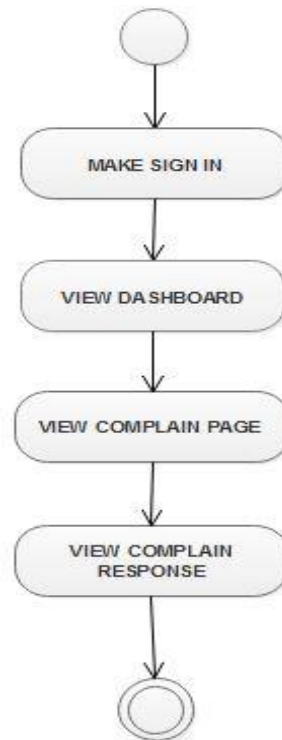 MAKE SIGN IN
VIEW DASHBOARD
VIEW COMPLAIN PAGE
VIEW COMPLAIN
RESPONSE